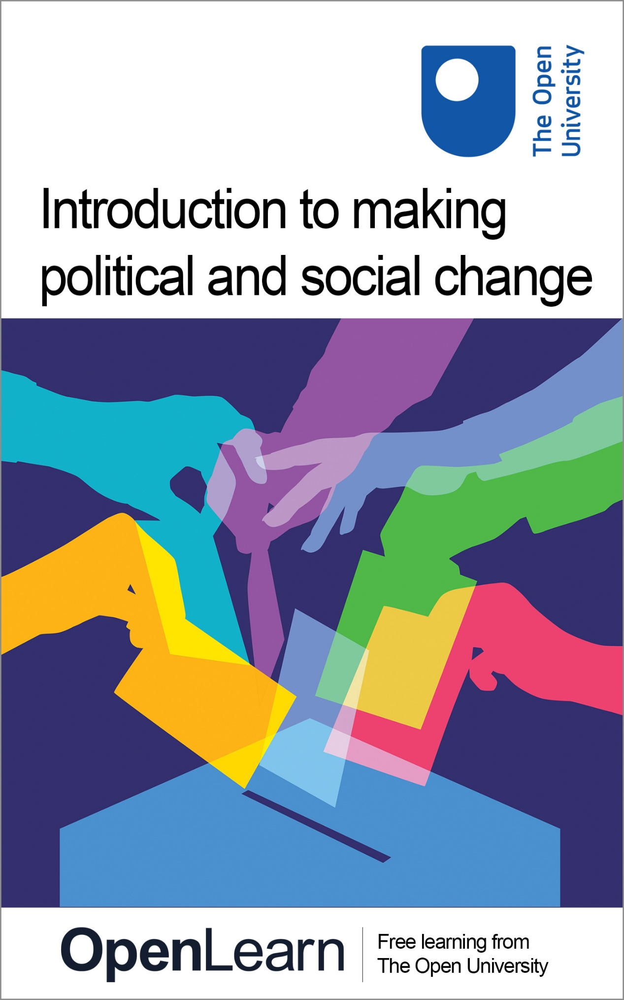 The Open
University
Introduction to making
political and social change
OpenLearn
Free learning from
The Open University